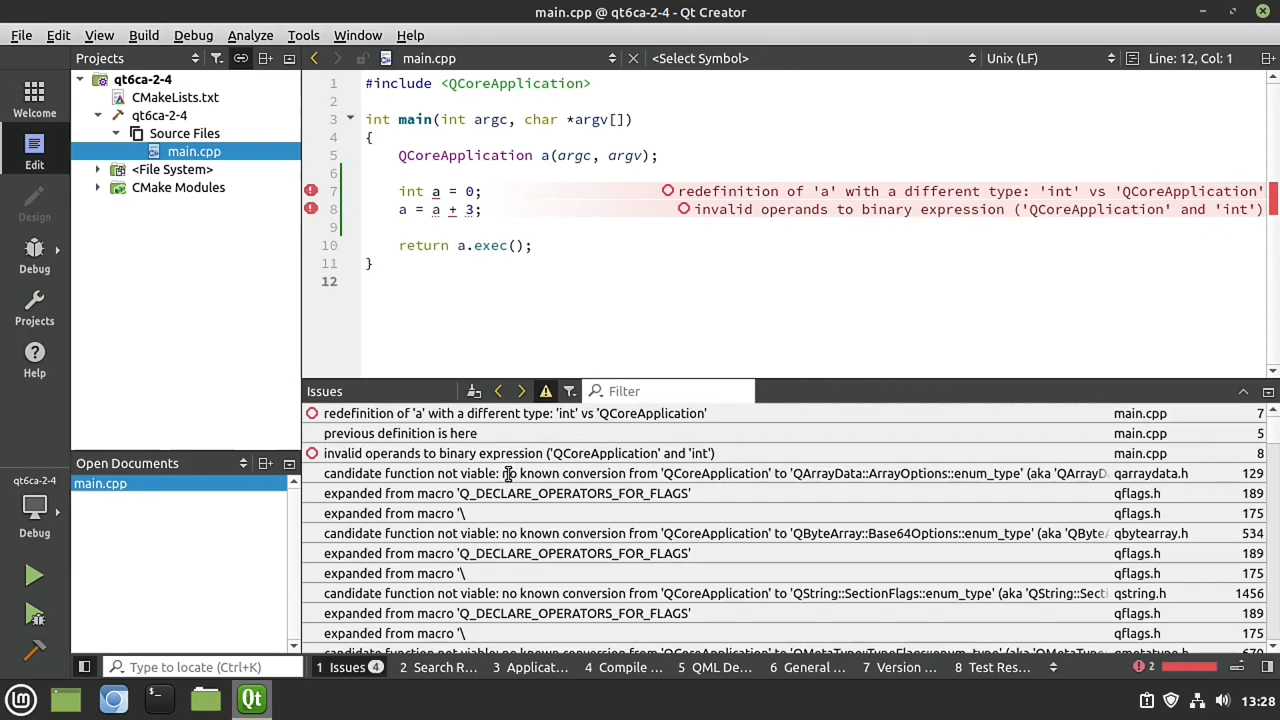 main.cpp @ qt6ca-2-4 - Qt Creator
File Edit View Build Debug Analyze Tools Window Help
Projects
main.cpp
<Select Symbol>
Unix (LF)
Line: 12, Col: 1
Welcome
Edit
Design
Debug
Projects
Help
qt6ca-2-4
Debug
qt6ca-2-4
CMakeLists.txt
qt6ca-2-4
Source Files
main.cpp
<File System>
CMake Modules
Open Documents
main.cpp
1 #include <QCoreApplication>
2
3 int main(int argc, char *argv[])
4 {
5 QCoreApplication a(argc, argv);
6
7 int a = 0; redefinition of 'a' with a different type: 'int' vs 'QCoreApplication'
8 a = a + 3; invalid operands to binary expression ('QCoreApplication' and 'int')
9
10 return a.exec();
11 }
12
Issues
Filter
redefinition of 'a' with a different type: 'int' vs 'QCoreApplication' main.cpp 7
previous definition is here main.cpp 5
invalid operands to binary expression ('QCoreApplication' and 'int') main.cpp 8
candidate function not viable: no known conversion from 'QCoreApplication' to 'QArrayData::ArrayOptions::enum_type' (aka 'QArrayD qarraydata.h 129
expanded from macro 'Q_DECLARE_OPERATORS_FOR_FLAGS' qflags.h 189
expanded from macro '\ qflags.h 175
candidate function not viable: no known conversion from 'QCoreApplication' to 'QByteArray::Base64Options::enum_type' (aka 'QByteA qbytearray.h 534
expanded from macro 'Q_DECLARE_OPERATORS_FOR_FLAGS' qflags.h 189
expanded from macro '\ qflags.h 175
candidate function not viable: no known conversion from 'QCoreApplication' to 'QString::SectionFlags::enum_type' (aka 'QString::Secti qstring.h 1456
expanded from macro 'Q_DECLARE_OPERATORS_FOR_FLAGS' qflags.h 189
expanded from macro '\ qflags.h 175
Type to locate (Ctrl+...)
1 Issues 4
2 Search R...
3 Applicat...
4 Compile ...
5 QML De...
6 General ...
7 Version ...
8 Test Res...
2
13:28